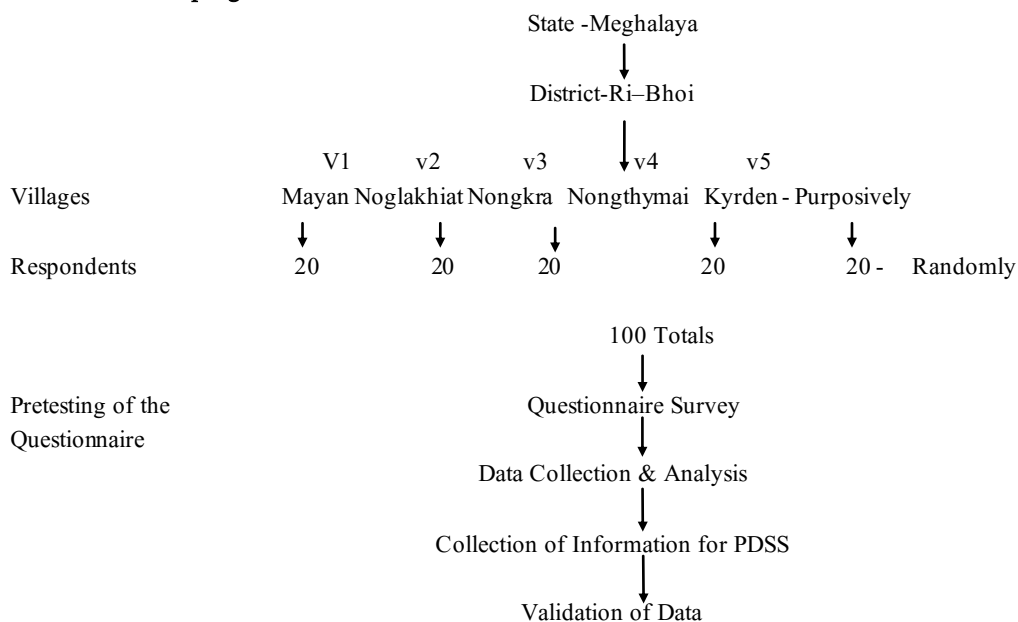 State -Meghalaya
District-Ri–Bhoi
V1 v2 v3 v4 v5
Villages Mayan Noglakhiat Nongkra Nongthymai Kyrden - Purposively
Respondents 20 20 20 20 20 - Randomly
100 Totals
Pretesting of the Questionnaire Survey
Questionnaire
Data Collection & Analysis
Collection of Information for PDSS
Validation of Data